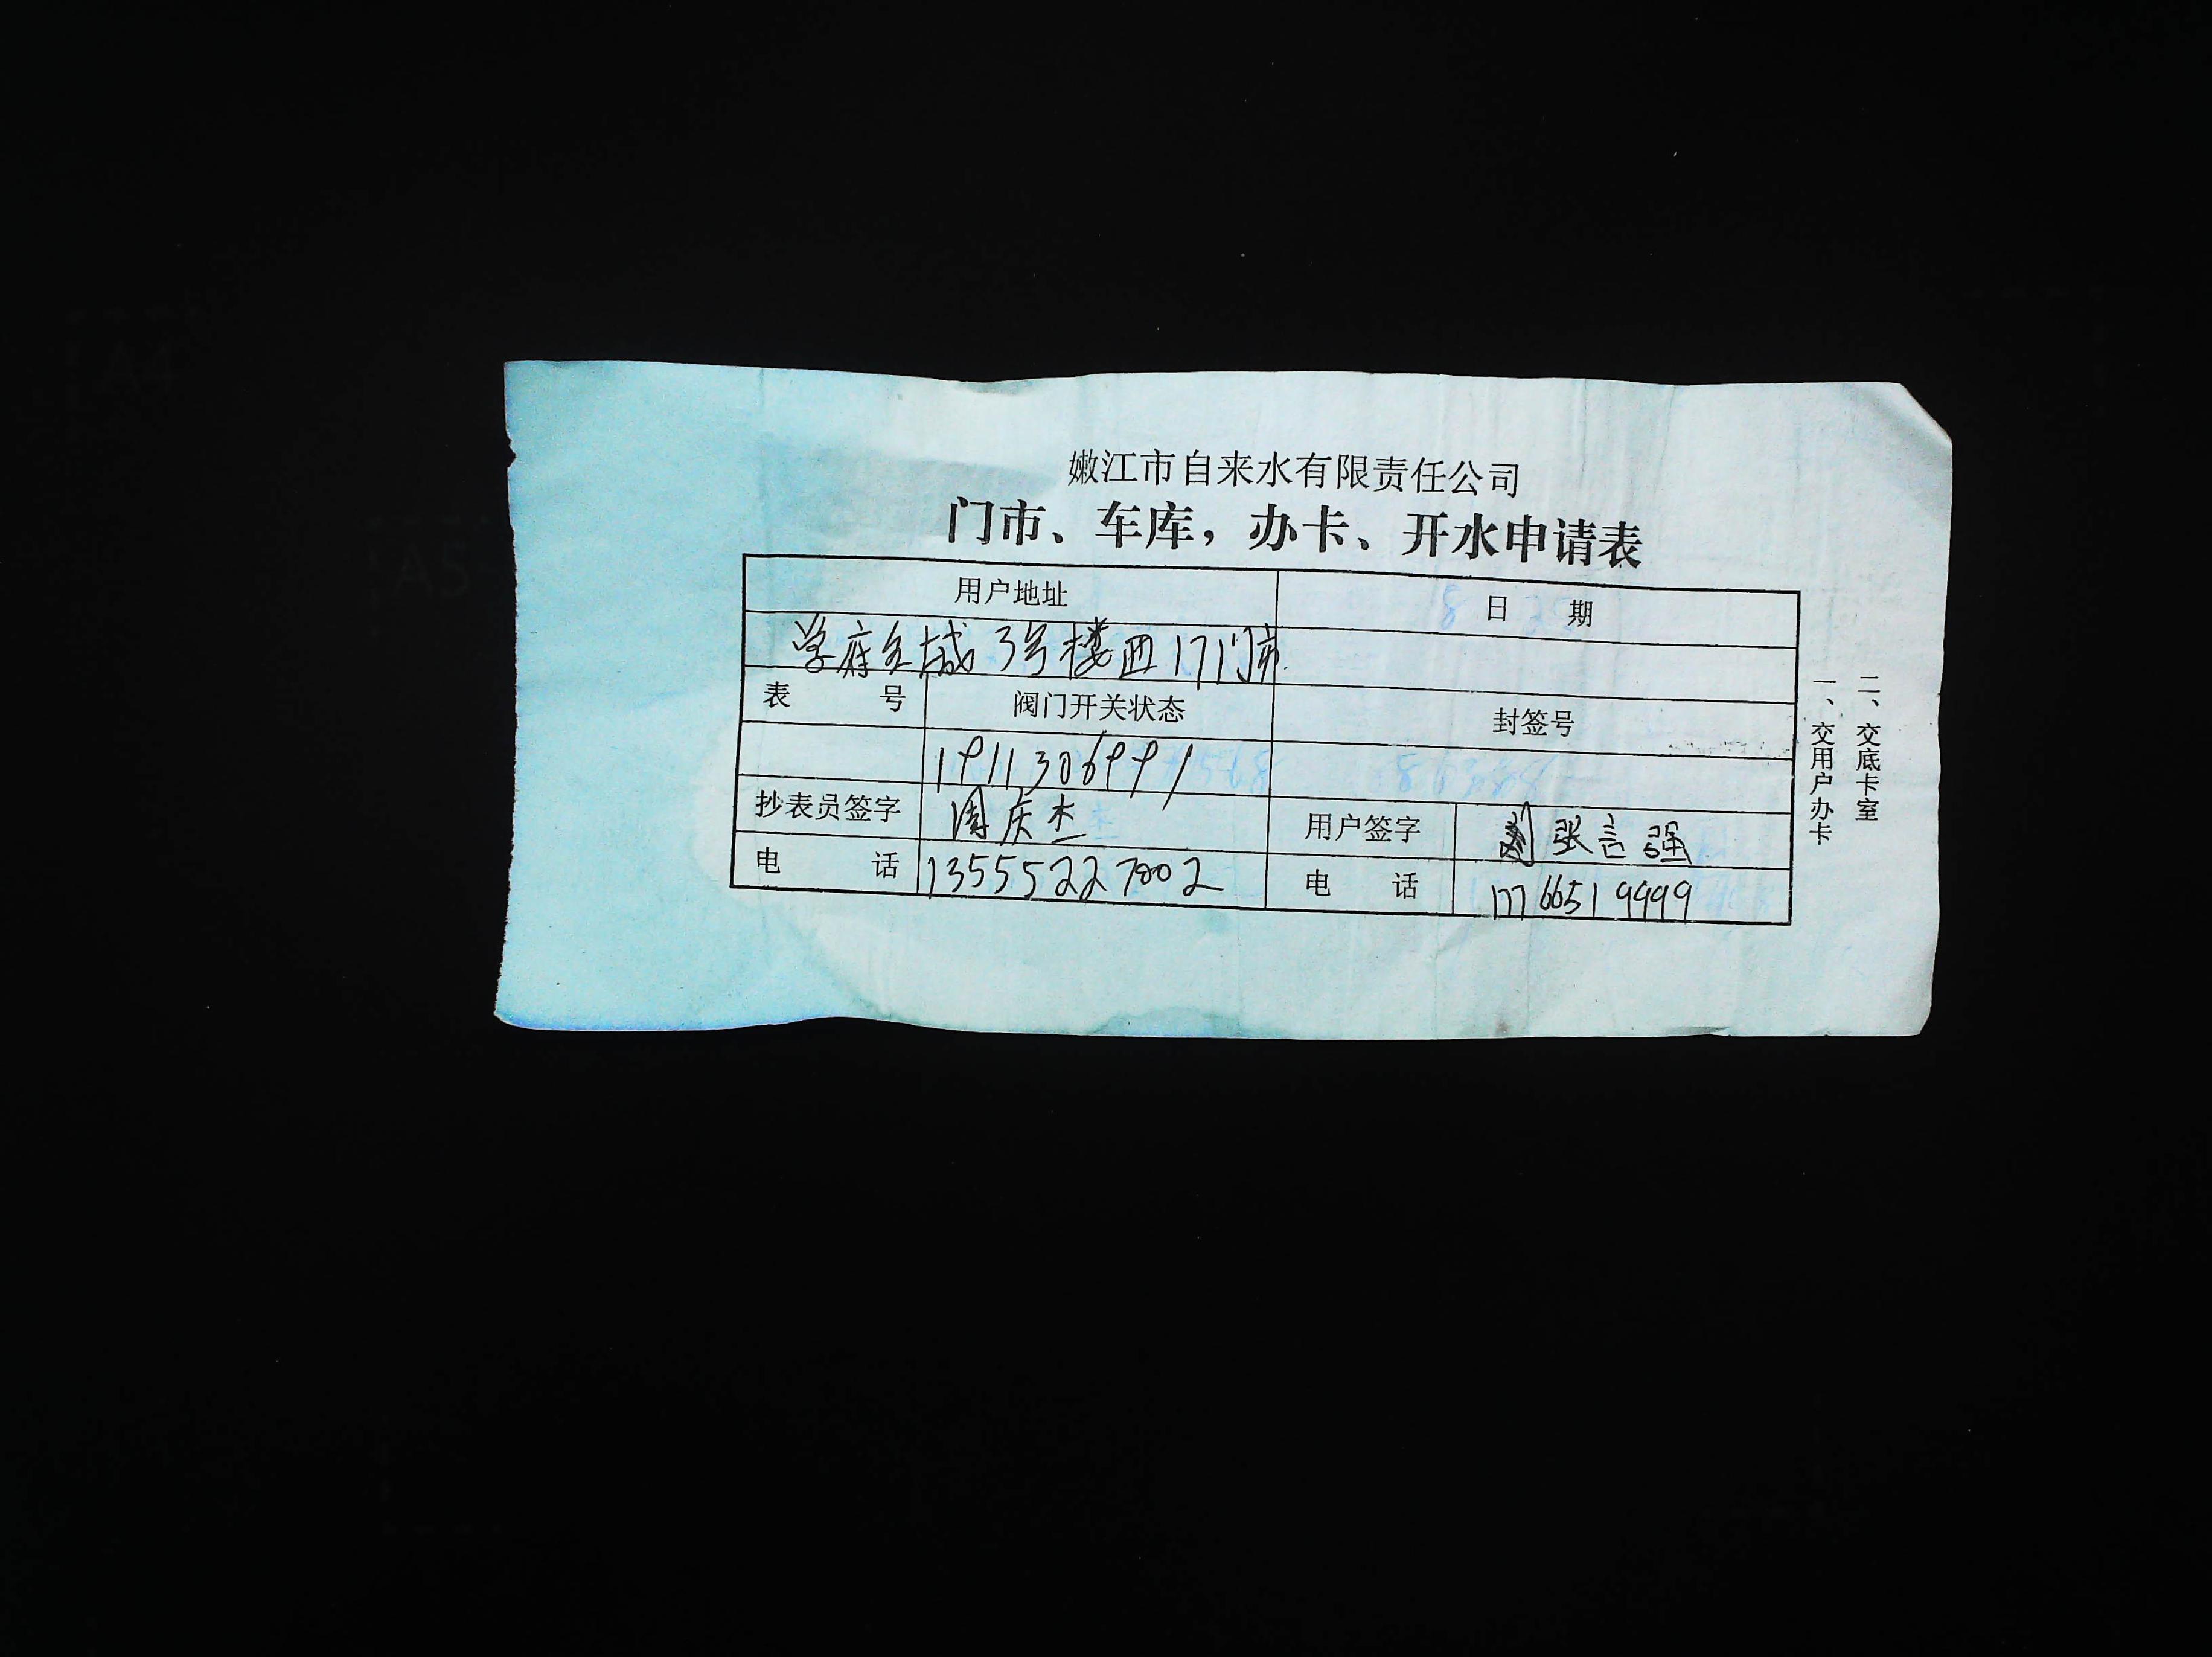 嫩江市自来水有限责任公司
门市、车库，办卡、开水申请表
用户地址 日 期
学府名城3号楼西17门市
表 号 阀门开关状态 封签号
1911306991
抄表员签字 周庆杰 用户签字 张言强
电 话 13555227002 电 话 17766519999
一、交用户办卡
二、交底卡室